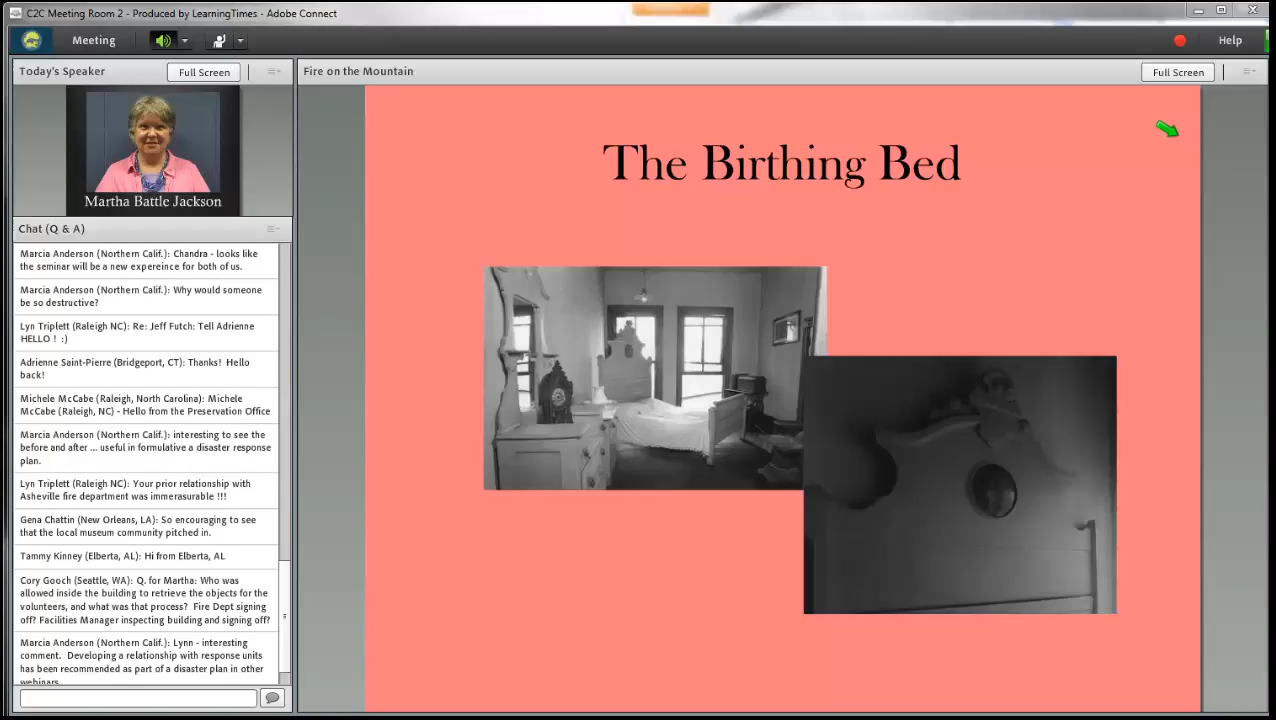 C2C Meeting Room 2 - Produced by LearningTimes - Adobe Connect
Meeting
Help
Today's Speaker
Full Screen
Martha Battle Jackson
Chat (Q & A)
Marcia Anderson (Northern Calif.): Chandra - looks like
the seminar will be a new expereince for both of us.
Marcia Anderson (Northern Calif.): Why would someone
be so destructive?
Lyn Triplett (Raleigh NC): Re: Jeff Futch: Tell Adrienne
HELLO ! :)
Adrienne Saint-Pierre (Bridgeport, CT): Thanks! Hello
back!
Michele McCabe (Raleigh, North Carolina): Michele
McCabe (Raleigh, NC) - Hello from the Preservation Office
Marcia Anderson (Northern Calif.): interesting to see the
before and after ... useful in formulative a disaster response
plan.
Lyn Triplett (Raleigh NC): Your prior relationship with
Asheville fire department was immerasurable !!!
Gena Chattin (New Orleans, LA): So encouraging to see
that the local museum community pitched in.
Tammy Kinney (Elberta, AL): Hi from Elberta, AL
Cory Gooch (Seattle, WA): Q. for Martha: Who was
allowed inside the building to retrieve the objects for the
volunteers, and what was that process? Fire Dept signing
off? Facilities Manager inspecting building and signing off?
Marcia Anderson (Northern Calif.): Lynn - interesting
comment. Developing a relationship with response units
has been recommended as part of a disaster plan in other
webinars.
Fire on the Mountain
Full Screen
The Birthing Bed